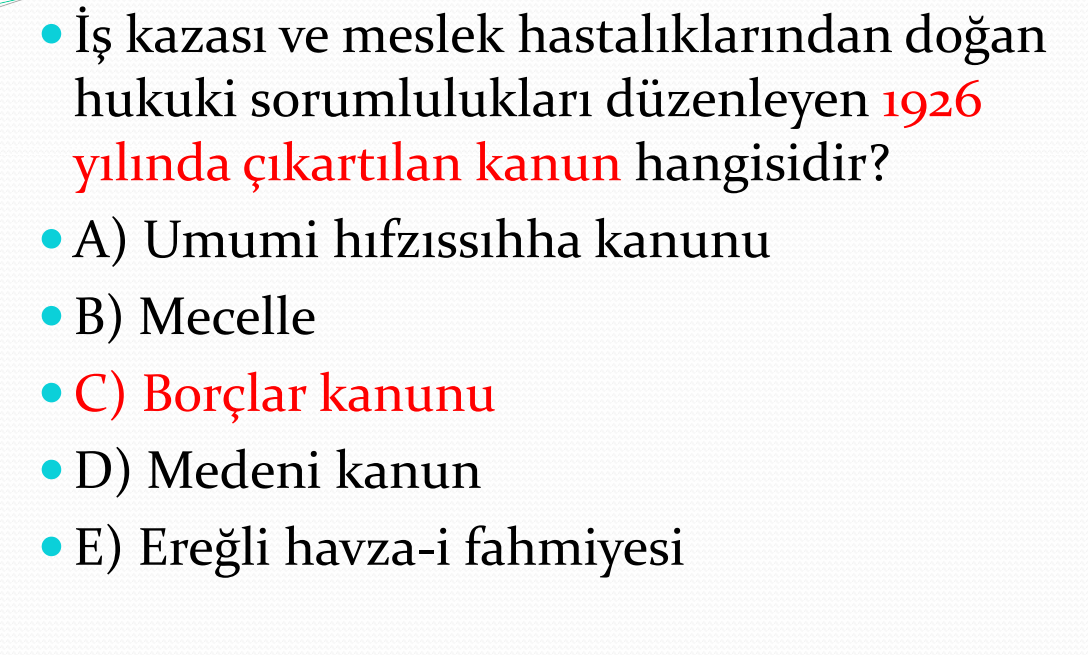 • İş kazası ve meslek hastalıklarından doğan
hukuki sorumlulukları düzenleyen 1926
yılında çıkartılan kanun hangisidir?
• A) Umumi hıfzıssıhha kanunu
• B) Mecelle
• C) Borçlar kanunu
• D) Medeni kanun
• E) Ereğli havza-i fahmiyesi